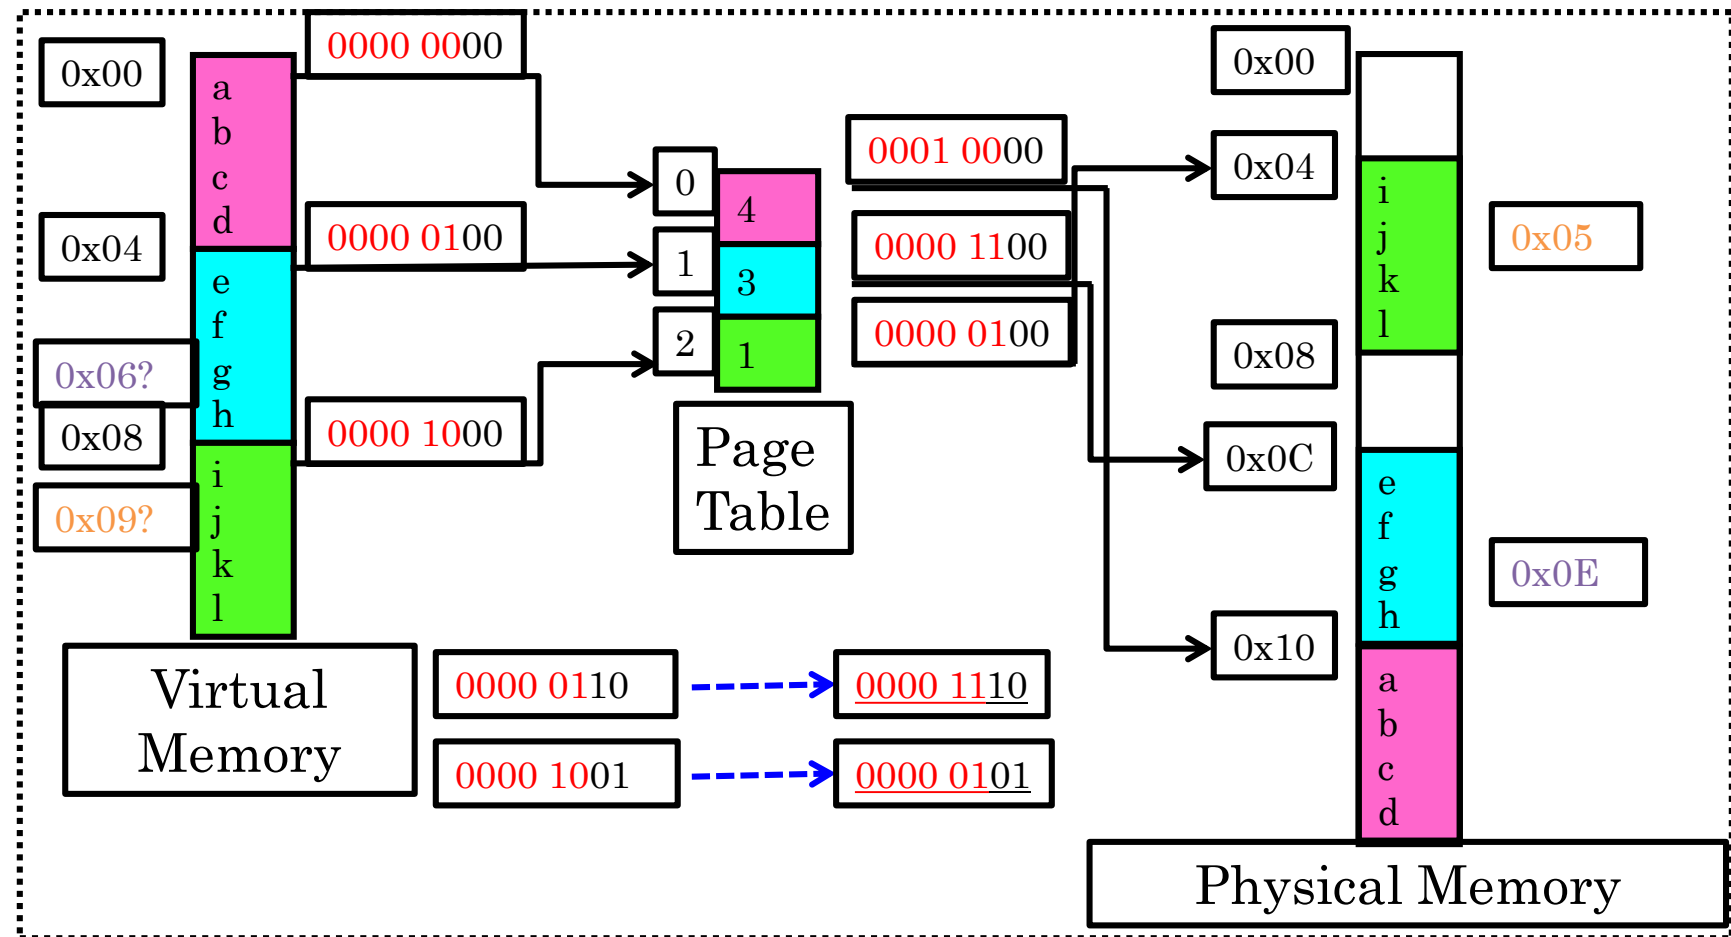 0x00
0x04
0x06?
0x08
0x09?
a
b
c
d
e
f
g
h
i
j
k
l
Virtual
Memory
0000 0000
0000 0100
0000 1000
0
1
2
4
3
1
Page
Table
0001 0000
0000 1100
0000 0100
0000 0110
0000 1110
0000 1001
0000 0101
0x00
0x04
0x08
0x0C
0x10
i
j
k
l
e
f
g
h
a
b
c
d
0x05
0x0E
Physical Memory